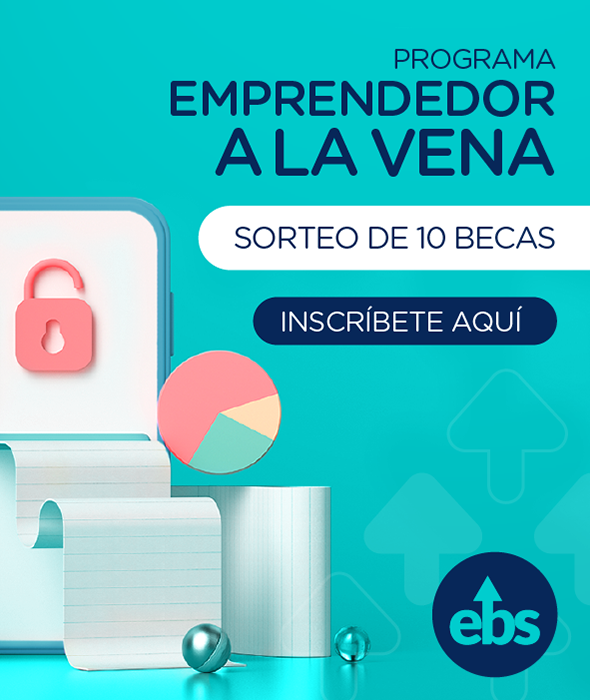 PROGRAMA
EMPRENDEDOR
A LA VENA
SORTEO DE 10 BECAS
INSCRÍBETE AQUÍ
ebs